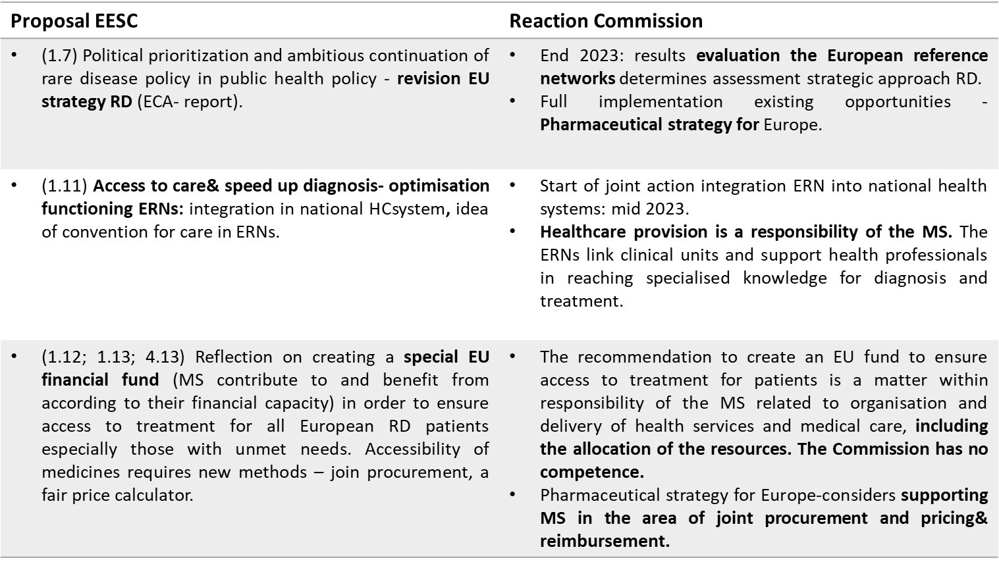 Proposal EESC
Reaction Commission
• (1.7) Political prioritization and ambitious continuation of
rare disease policy in public health policy - revision EU
strategy RD (ECA- report).
• End 2023: results evaluation the European reference
networks determines assessment strategic approach RD.
• Full implementation existing opportunities -
Pharmaceutical strategy for Europe.
• (1.11) Access to care& speed up diagnosis- optimisation
functioning ERNs: integration in national HCsystem, idea
of convention for care in ERNs.
• Start of joint action integration ERN into national health
systems: mid 2023.
• Healthcare provision is a responsibility of the MS. The
ERNs link clinical units and support health professionals
in reaching specialised knowledge for diagnosis and
treatment.
• (1.12; 1.13; 4.13) Reflection on creating a special EU
financial fund (MS contribute to and benefit from
according to their financial capacity) in order to ensure
access to treatment for all European RD patients
especially those with unmet needs. Accessibility of
medicines requires new methods – join procurement, a
fair price calculator.
• The recommendation to create an EU fund to ensure
access to treatment for patients is a matter within
responsibility of the MS related to organisation and
delivery of health services and medical care, including
the allocation of the resources. The Commission has no
competence.
• Pharmaceutical strategy for Europe-considers supporting
MS in the area of joint procurement and pricing&
reimbursement.